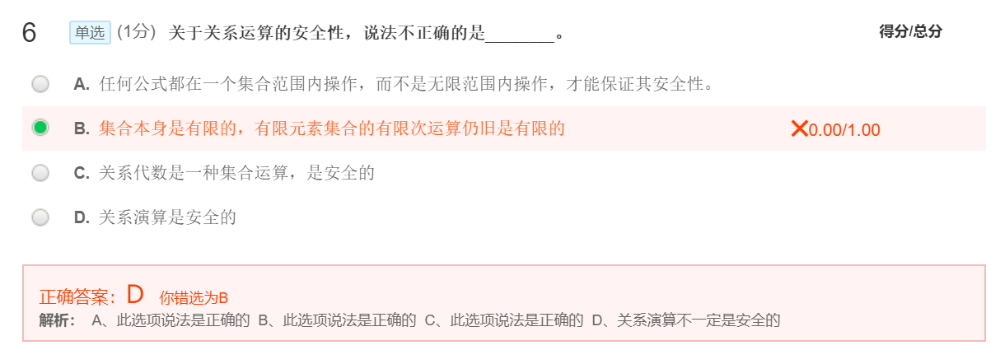 6 单选 (1分) 关于关系运算的安全性，说法不正确的是________。 得分/总分
A. 任何公式都在一个集合范围内操作，而不是无限范围内操作，才能保证其安全性。
B. 集合本身是有限的，有限元素集合的有限次运算仍旧是有限的 ✕0.00/1.00
C. 关系代数是一种集合运算，是安全的
D. 关系演算是安全的
正确答案：D 你错选为B
解析： A、此选项说法是正确的 B、此选项说法是正确的 C、此选项说法是正确的 D、关系演算不一定是安全的